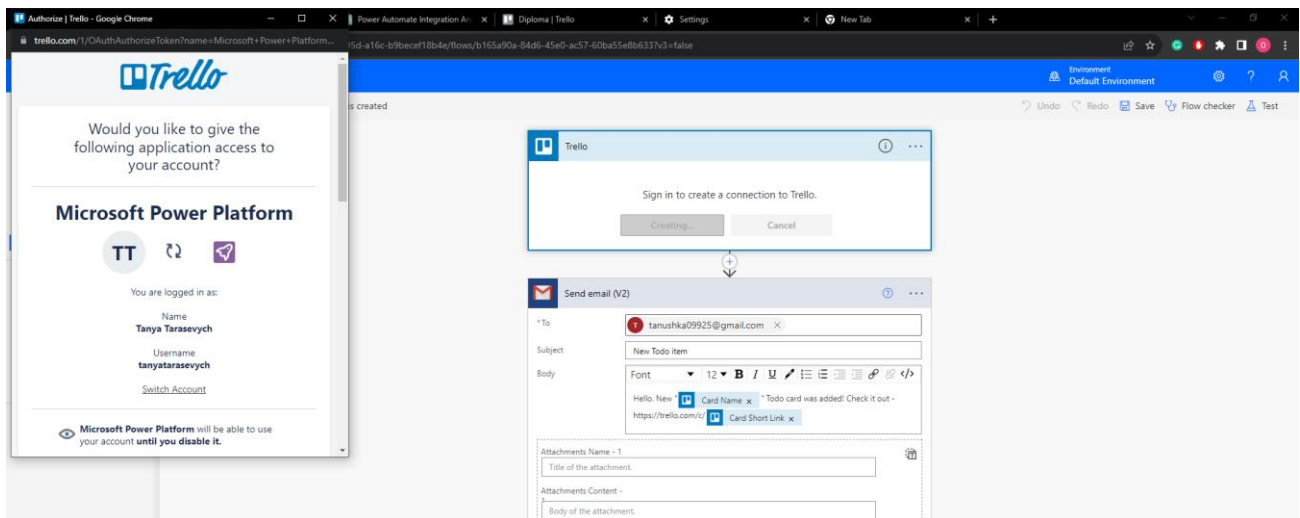 Authorize | Trello - Google Chrome
trello.com/1/OAuthAuthorizeToken?name=Microsoft+Power+Platform...
Power Automate Integration An
Diploma | Trello
Settings
New Tab
5d-a16c-b9becef18b4e/flows/b165a90a-84d6-45e0-ac57-60ba55e8b633?v3=false
Environment
Default Environment
s created
Undo Redo Save Flow checker Test
Trello
Would you like to give the
following application access to
your account?
Microsoft Power Platform
TT
You are logged in as:
Name
Tanya Tarasevych
Username
tanyatarasevych
Switch Account
Microsoft Power Platform will be able to use
your account until you disable it.
Trello
Sign in to create a connection to Trello.
Creating... Cancel
Send email (V2)
* To
T tanushka09925@gmail.com
Subject
New Todo item
Body
Font 12 B I U </>
Hello. New " Card Name x " Todo card was added! Check it out -
https://trello.com/c/ Card Short Link x
Attachments Name - 1
Title of the attachment.
Attachments Content -
Body of the attachment.